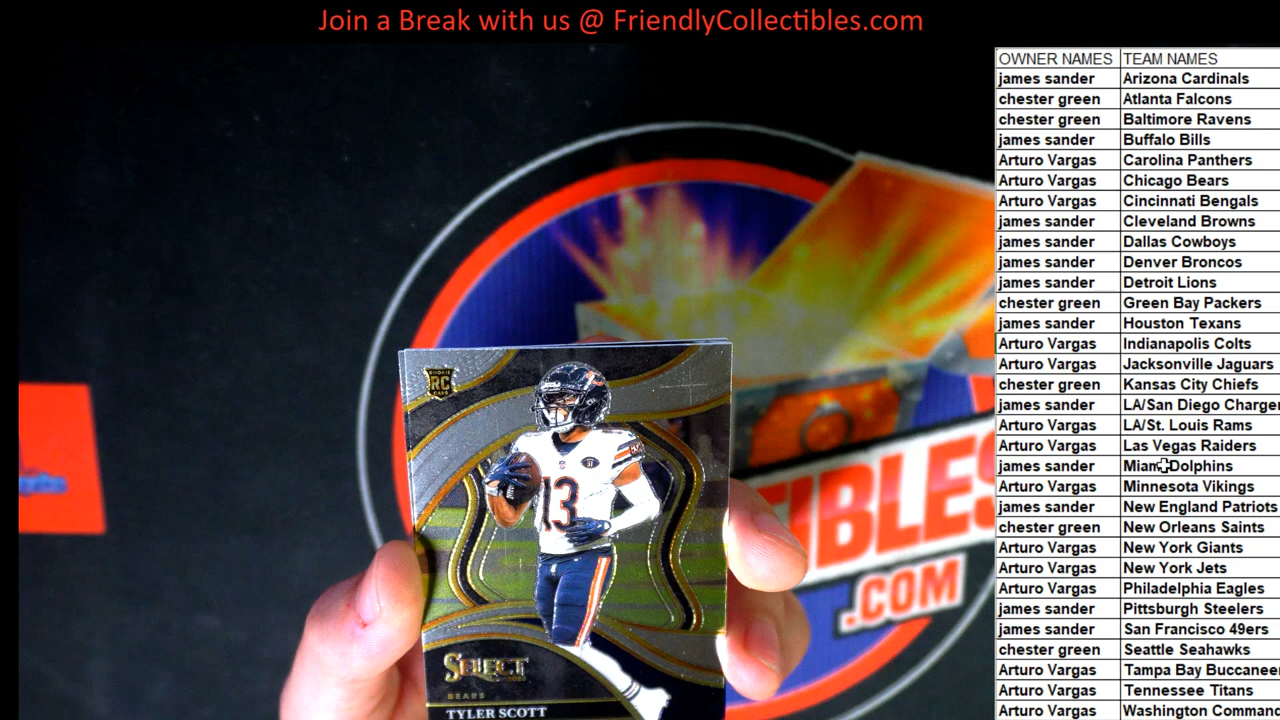 Join a Break with us @ FriendlyCollectibles.com
OWNER NAMES TEAM NAMES
james sander Arizona Cardinals
chester green Atlanta Falcons
chester green Baltimore Ravens
james sander Buffalo Bills
Arturo Vargas Carolina Panthers
Arturo Vargas Chicago Bears
Arturo Vargas Cincinnati Bengals
james sander Cleveland Browns
james sander Dallas Cowboys
james sander Denver Broncos
james sander Detroit Lions
chester green Green Bay Packers
james sander Houston Texans
Arturo Vargas Indianapolis Colts
Arturo Vargas Jacksonville Jaguars
chester green Kansas City Chiefs
james sander LA/San Diego Charger
Arturo Vargas LA/St. Louis Rams
Arturo Vargas Las Vegas Raiders
james sander Miami Dolphins
Arturo Vargas Minnesota Vikings
james sander New England Patriots
chester green New Orleans Saints
Arturo Vargas New York Giants
Arturo Vargas New York Jets
Arturo Vargas Philadelphia Eagles
james sander Pittsburgh Steelers
james sander San Francisco 49ers
chester green Seattle Seahawks
Arturo Vargas Tampa Bay Buccanee
Arturo Vargas Tennessee Titans
Arturo Vargas Washington Command
ROOKIE
RC
CARD
13
SELECT
2023
BEARS
TYLER SCOTT
IBLES
.COM